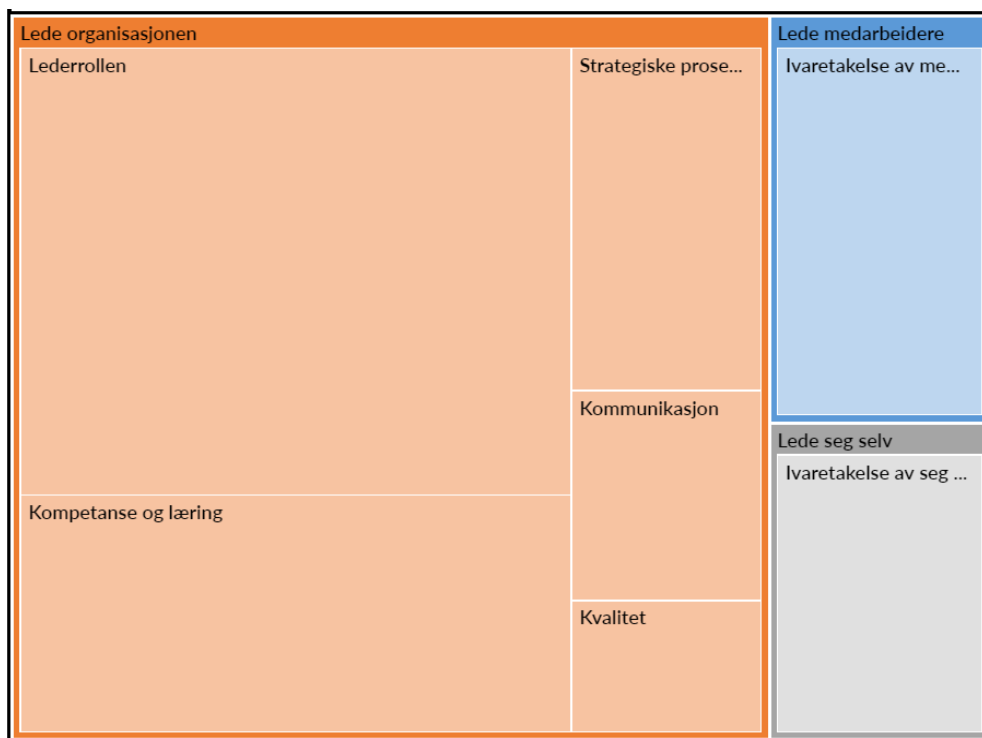 Lede organisasjonen
Lederrollen
Kompetanse og læring
Strategiske prose...
Kommunikasjon
Kvalitet
Lede medarbeidere
Ivaretakelse av me...
Lede seg selv
Ivaretakelse av seg ...